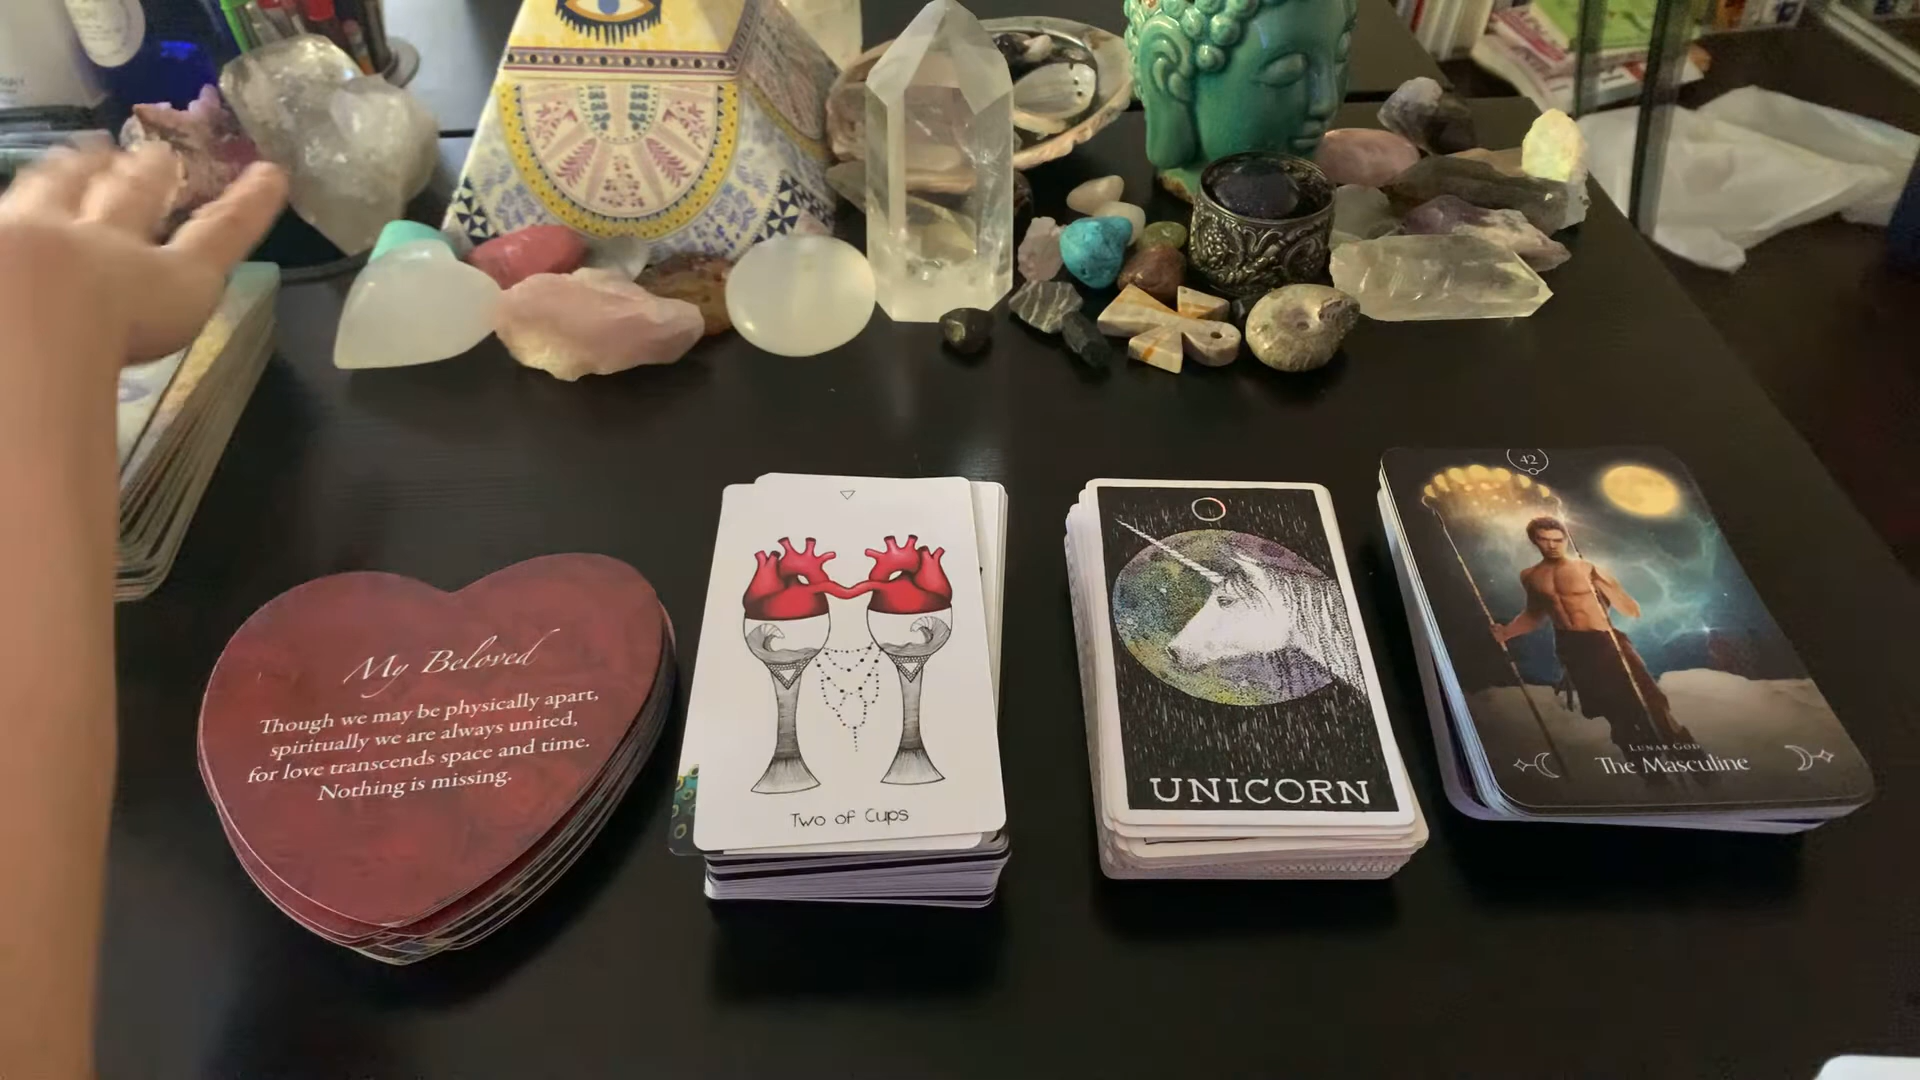 My Beloved
Though we may be physically apart,
spiritually we are always united,
for love transcends space and time.
Nothing is missing.
Two of Cups
UNICORN
42
LUNAR GOD
The Masculine